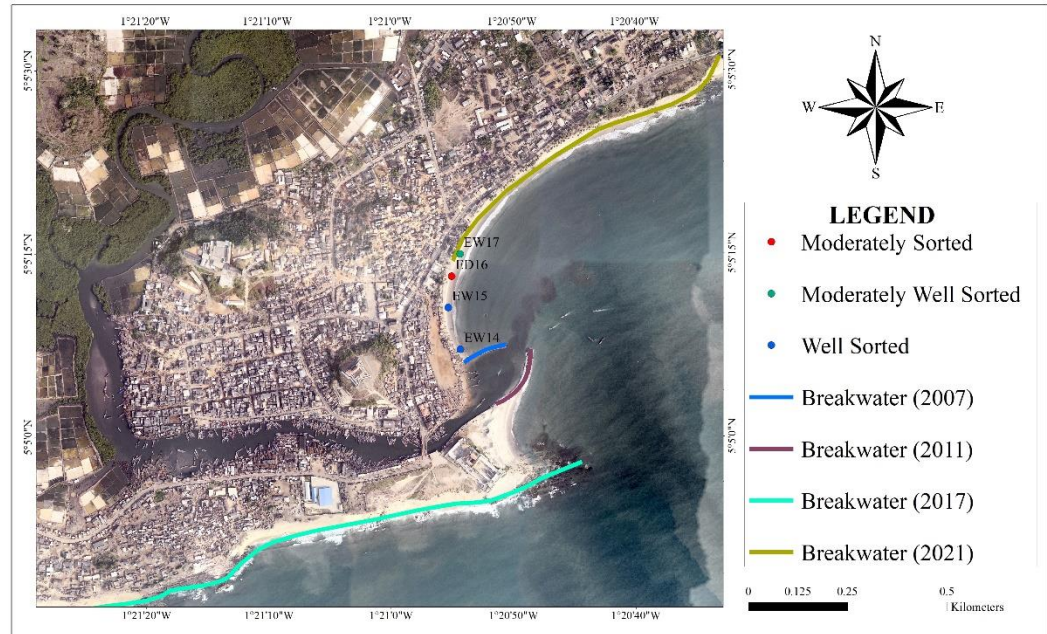 1°21'20"W 1°21'10"W 1°21'0"W 1°20'50"W 1°20'40"W
5°5'30"N 5°5'30"N
5°5'15"N 5°5'15"N
5°5'0"N 5°5'0"N
EW17
ED16
EW15
EW14
1°21'20"W 1°21'10"W 1°21'0"W 1°20'50"W 1°20'40"W
N
W E
S
LEGEND
Moderately Sorted
Moderately Well Sorted
Well Sorted
Breakwater (2007)
Breakwater (2011)
Breakwater (2017)
Breakwater (2021)
0 0.125 0.25 0.5
Kilometers